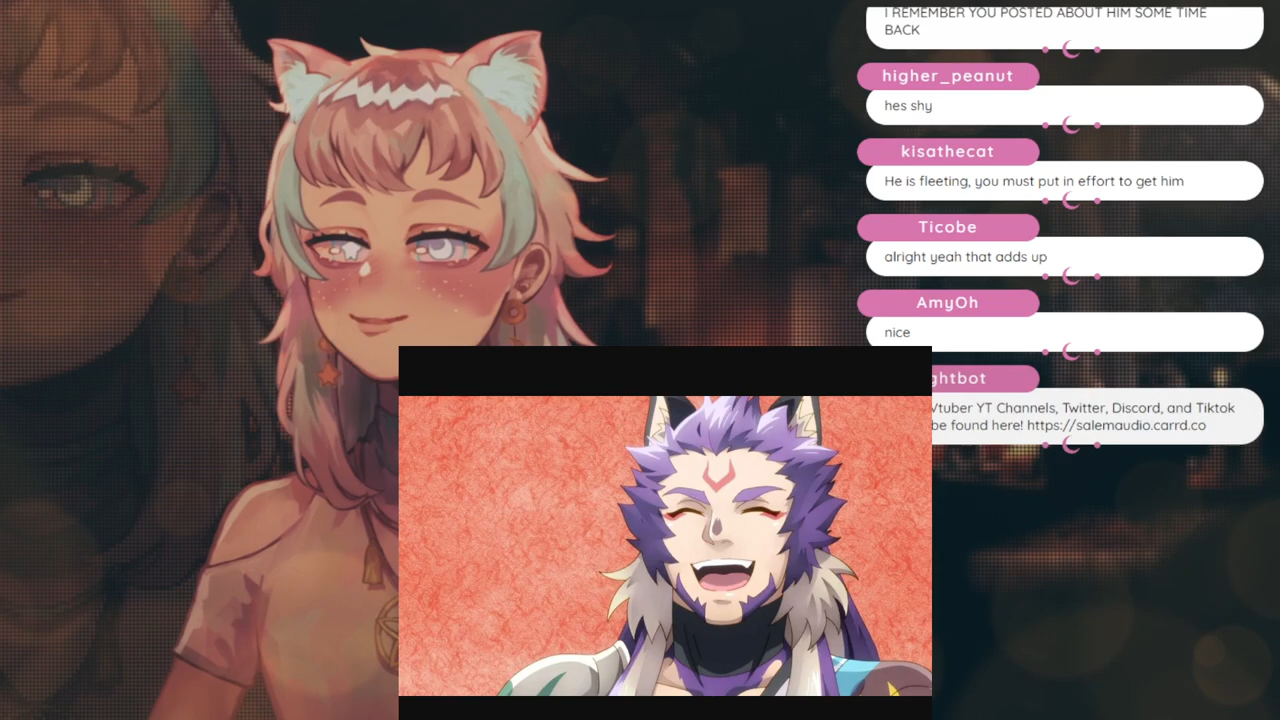 I REMEMBER YOU POSTED ABOUT HIM SOME TIME
BACK
higher_peanut
hes shy
kisathecat
He is fleeting, you must put in effort to get him
Ticobe
alright yeah that adds up
AmyOh
nice
ghtbot
Vtuber YT Channels, Twitter, Discord, and Tiktok
be found here! https://salemaudio.carrd.co